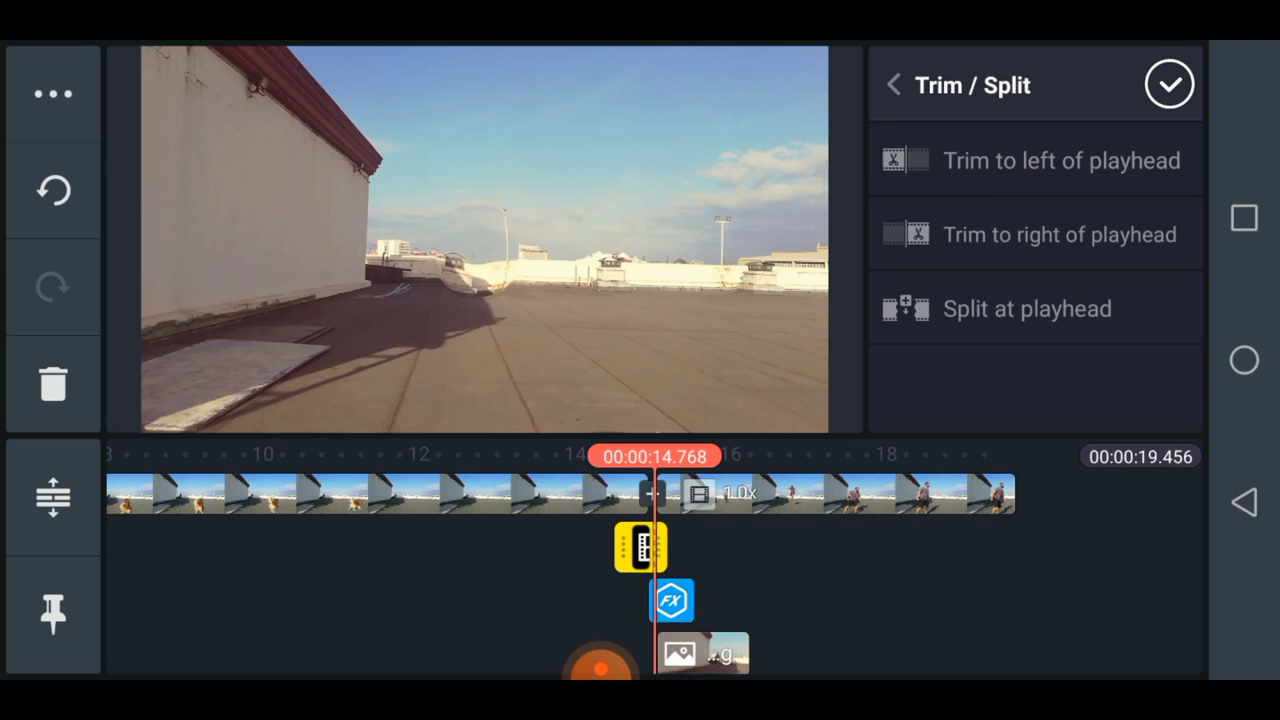 Trim / Split
Trim to left of playhead
Trim to right of playhead
Split at playhead
10
12
14
00:00:14.768
16
18
00:00:19.456
1.0x
FX
...g